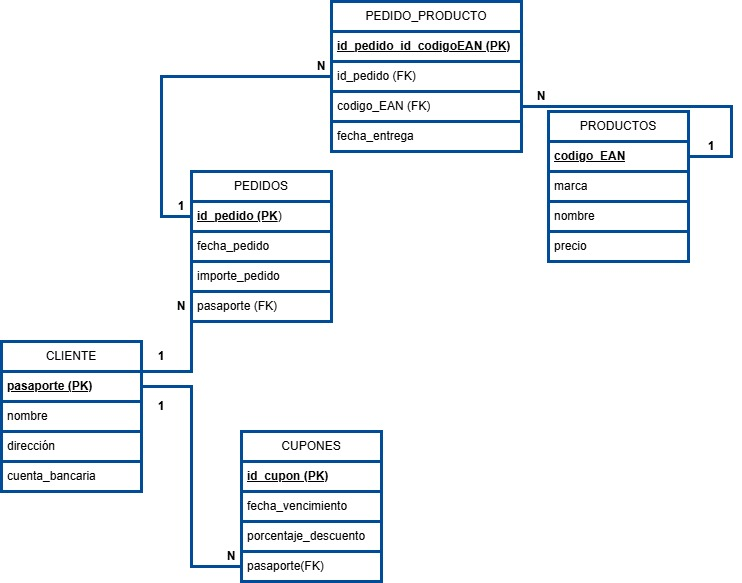 PEDIDO_PRODUCTO
id_pedido_id_codigoEAN (PK)
id_pedido (FK)
codigo_EAN (FK)
fecha_entrega
N
N
PRODUCTOS
codigo_EAN
marca
nombre
precio
1
PEDIDOS
id_pedido (PK)
fecha_pedido
importe_pedido
pasaporte (FK)
1
N
CLIENTE
pasaporte (PK)
nombre
dirección
cuenta_bancaria
1
1
CUPONES
id_cupon (PK)
fecha_vencimiento
porcentaje_descuento
pasaporte(FK)
N